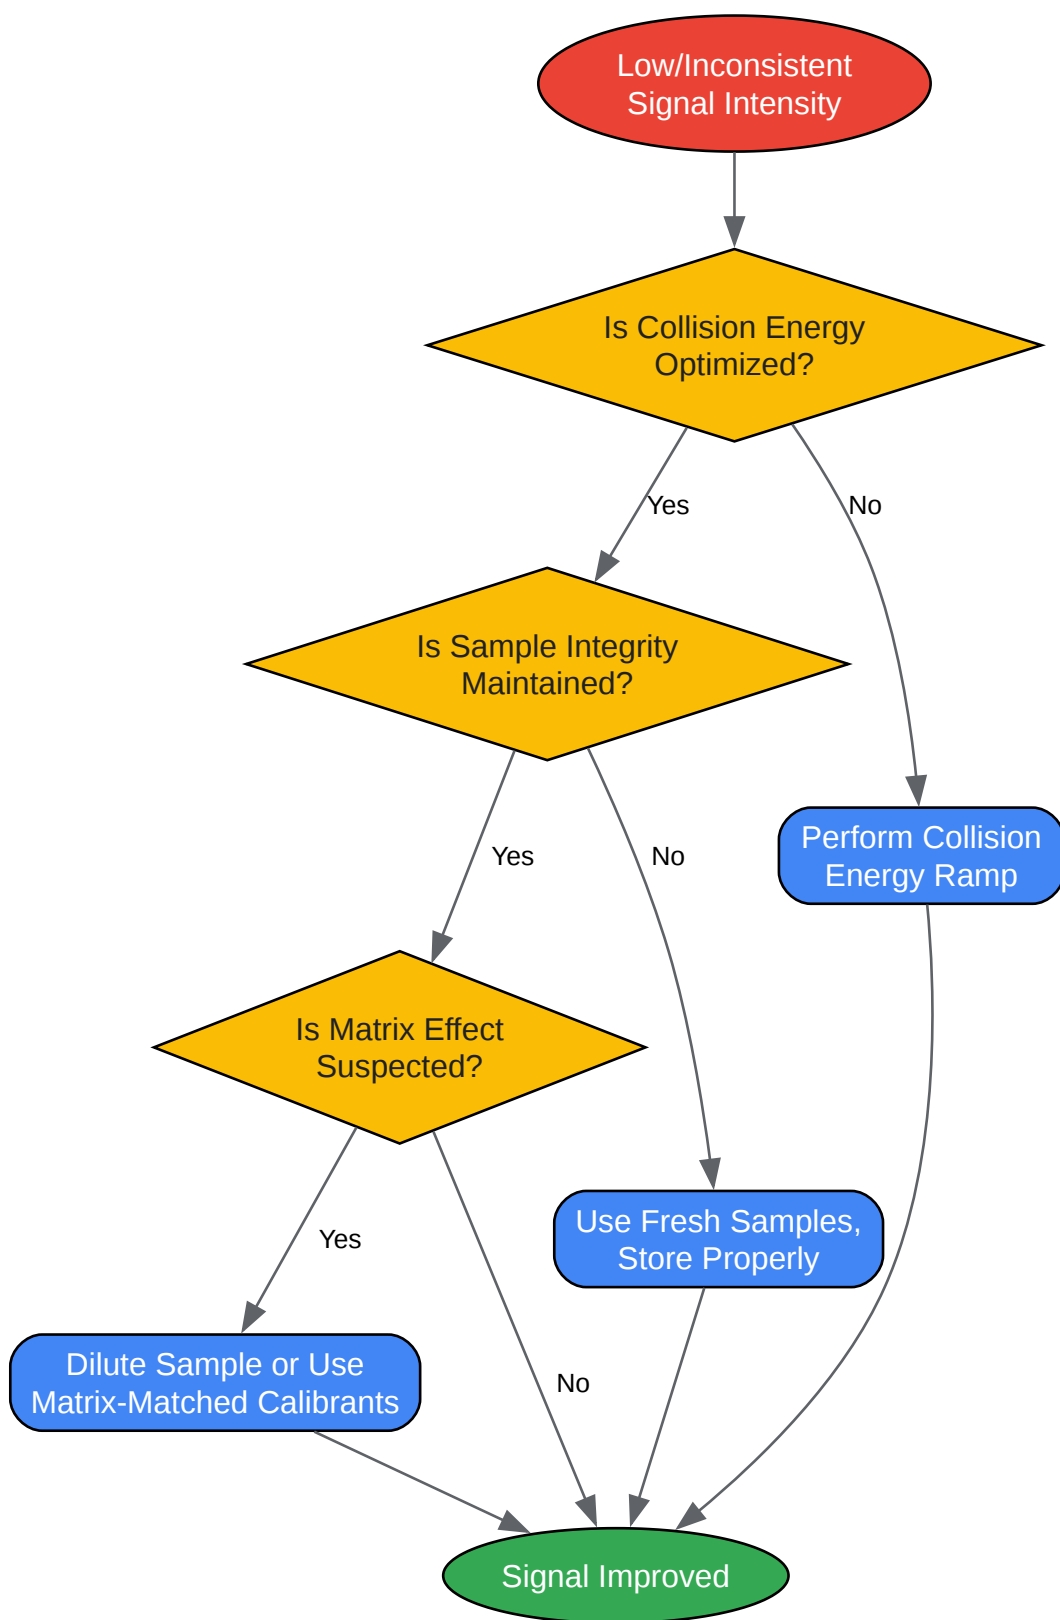 Low/Inconsistent
Signal Intensity
Is Collision Energy
Optimized?
Yes
No
Is Sample Integrity
Maintained?
Perform Collision
Energy Ramp
Yes
No
Is Matrix Effect
Suspected?
Use Fresh Samples,
Store Properly
Yes
Dilute Sample or Use
Matrix-Matched Calibrants
No
Signal Improved